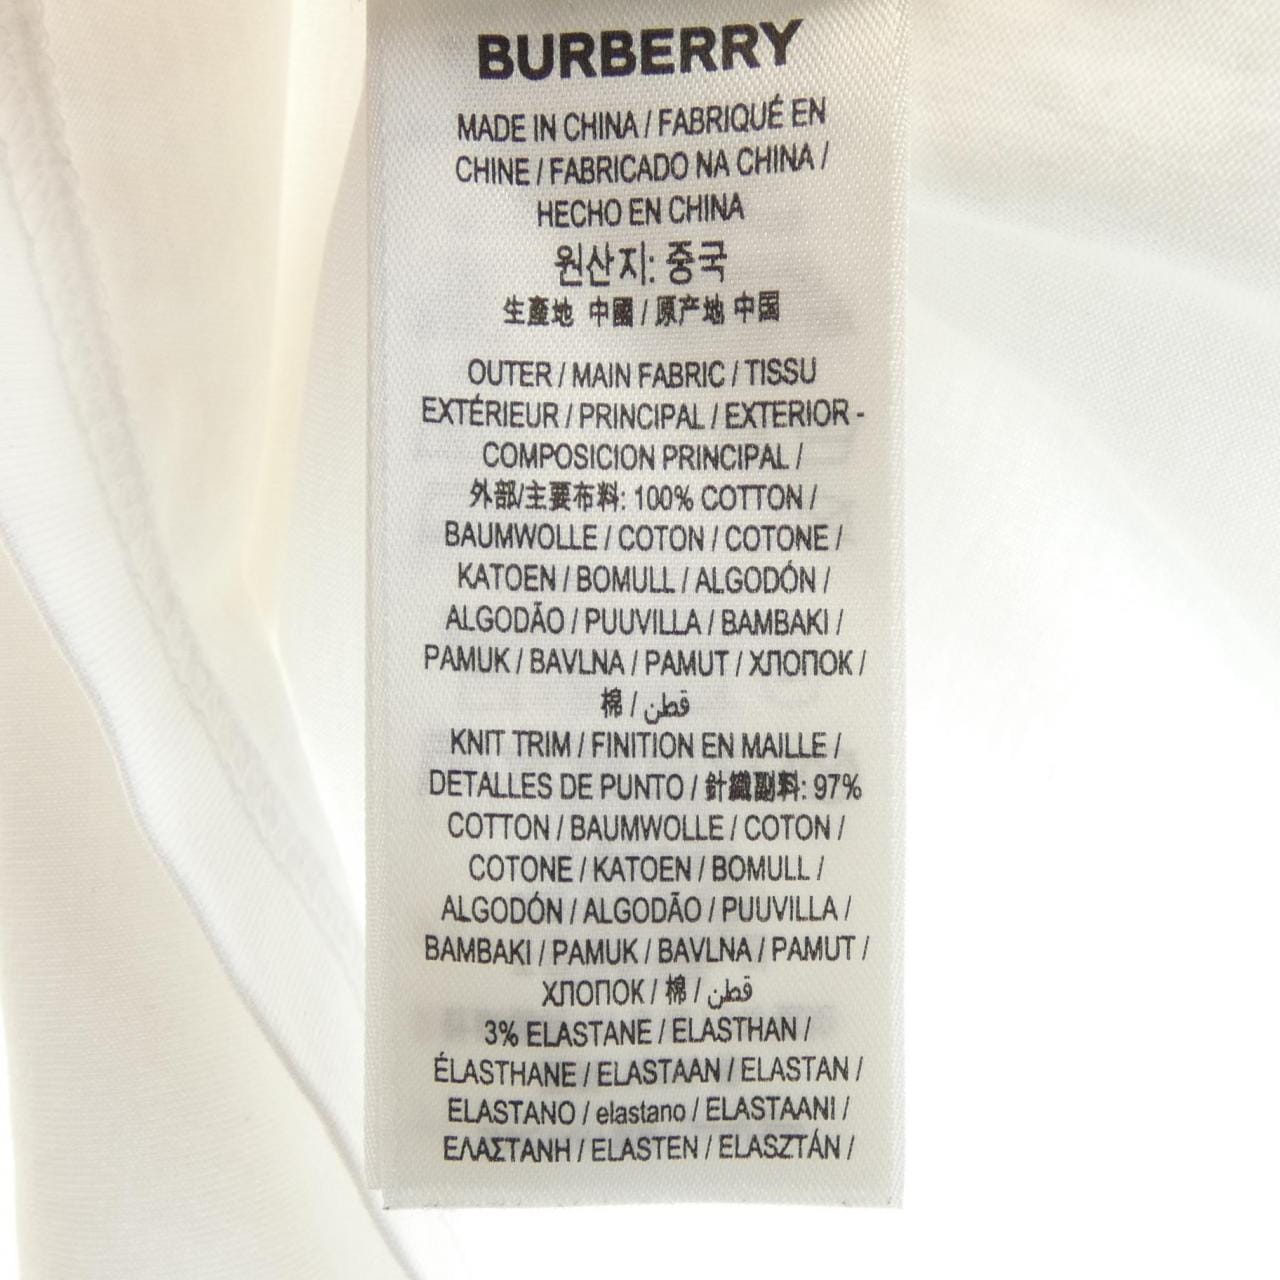 BURBERRY
MADE IN CHINA / FABRIQUÉ EN
CHINE / FABRICADO NA CHINA /
HECHO EN CHINA
원산지: 중국
生產地 中國 / 原产地 中国
OUTER / MAIN FABRIC / TISSU
EXTÉRIEUR / PRINCIPAL / EXTERIOR -
COMPOSICION PRINCIPAL /
外部/主要布料: 100% COTTON /
BAUMWOLLE / COTON / COTONE /
KATOEN / BOMULL / ALGODÓN /
ALGODÃO / PUUVILLA / BAMBAKI /
PAMUK / BAVLNA / PAMUT / ХЛОПОК /
棉 / قطن
KNIT TRIM / FINITION EN MAILLE /
DETALLES DE PUNTO / 針織副料: 97%
COTTON / BAUMWOLLE / COTON /
COTONE / KATOEN / BOMULL /
ALGODÓN / ALGODÃO / PUUVILLA /
BAMBAKI / PAMUK / BAVLNA / PAMUT /
ХЛОПОК / 棉 / قطن
3% ELASTANE / ELASTHAN /
ÉLASTHANE / ELASTAAN / ELASTAN /
ELASTANO / elastano / ELASTAANI /
ΕΛΑΣΤΑΝΗ / ELASTEN / ELASZTÁN /